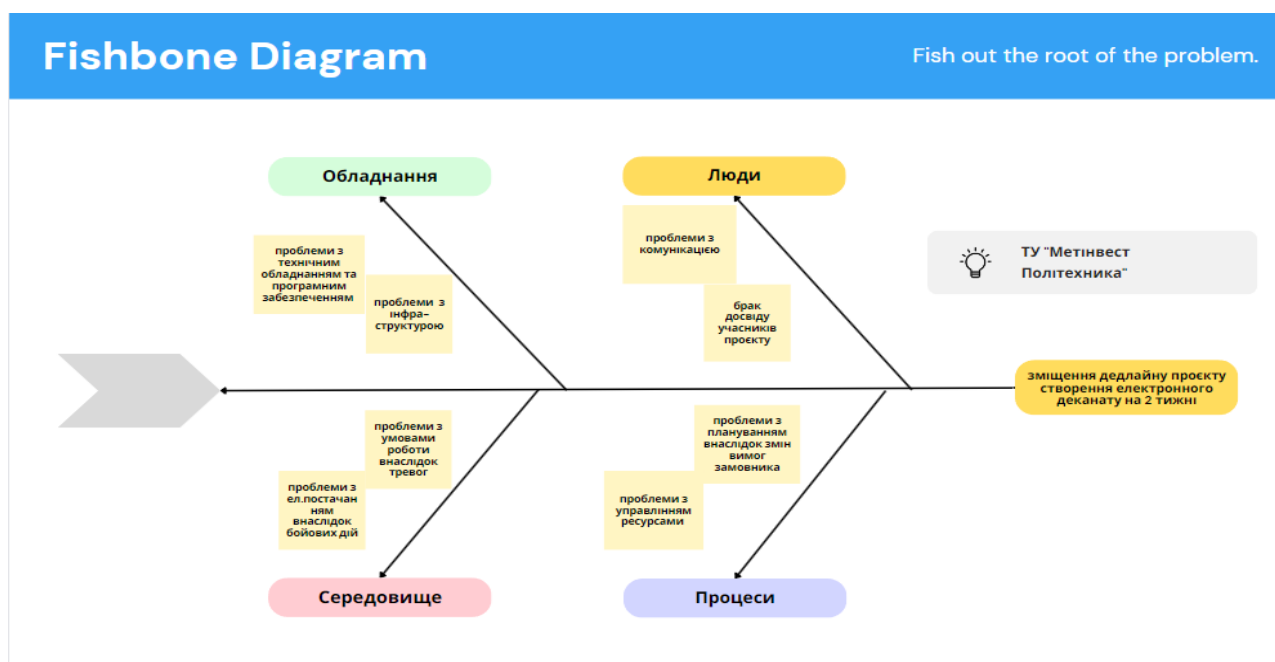 Fishbone Diagram
Fish out the root of the problem.
Обладнання
Люди
проблеми з
технічним
обладнанням та
програмним
забезпеченням
проблеми з
інфра-
структурою
проблеми з
комунікацією
брак
досвіду
учасників
проєкту
ТУ "Метінвест
Політехника"
зміщення дедлайну проєкту
створення електронного
деканату на 2 тижні
проблеми з
умовами
роботи
внаслідок
тревог
проблеми з
ел.постачан
ням
внаслідок
бойових дій
проблеми з
плануванням
внаслідок змін
вимог
замовника
проблеми з
управлінням
ресурсами
Середовище
Процеси